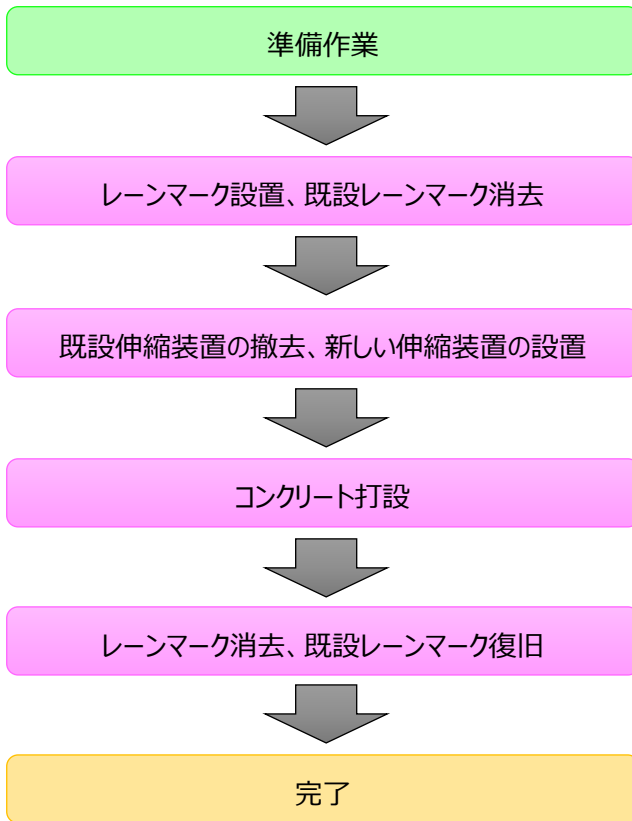 準備作業
レーンマーク設置、既設レーンマーク消去
既設伸縮装置の撤去、新しい伸縮装置の設置
コンクリート打設
レーンマーク消去、既設レーンマーク復旧
完了